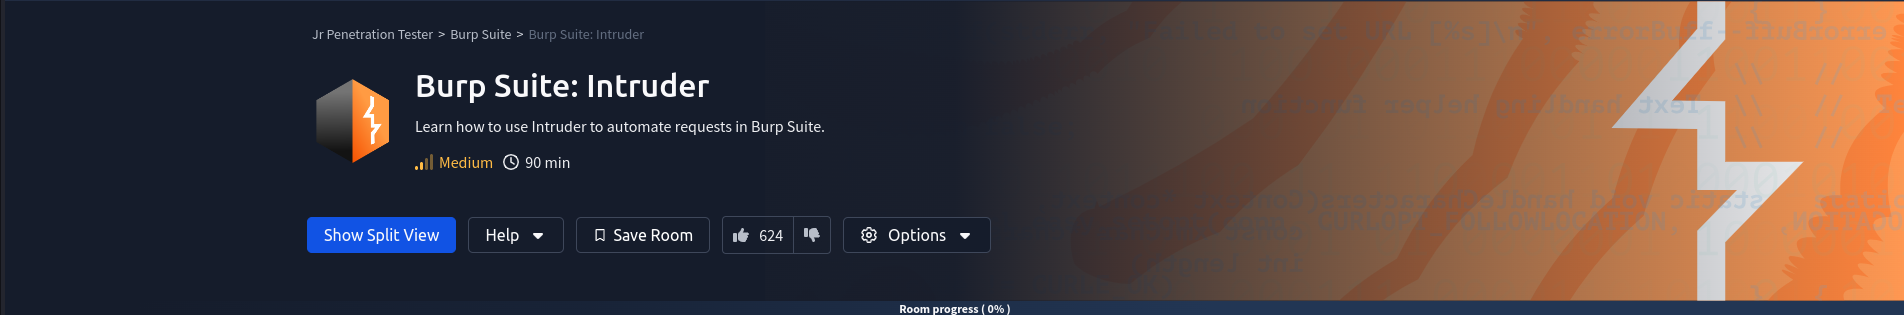 Jr Penetration Tester > Burp Suite > Burp Suite: Intruder
Burp Suite: Intruder
Learn how to use Intruder to automate requests in Burp Suite.
Medium 90 min
Show Split View Help Save Room 624 Options
Room progress ( 0% )